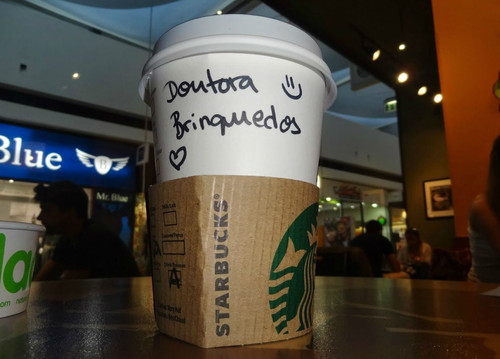 Doutora
Brinquedos
STARBUCKS
Blue
Mr. Blue